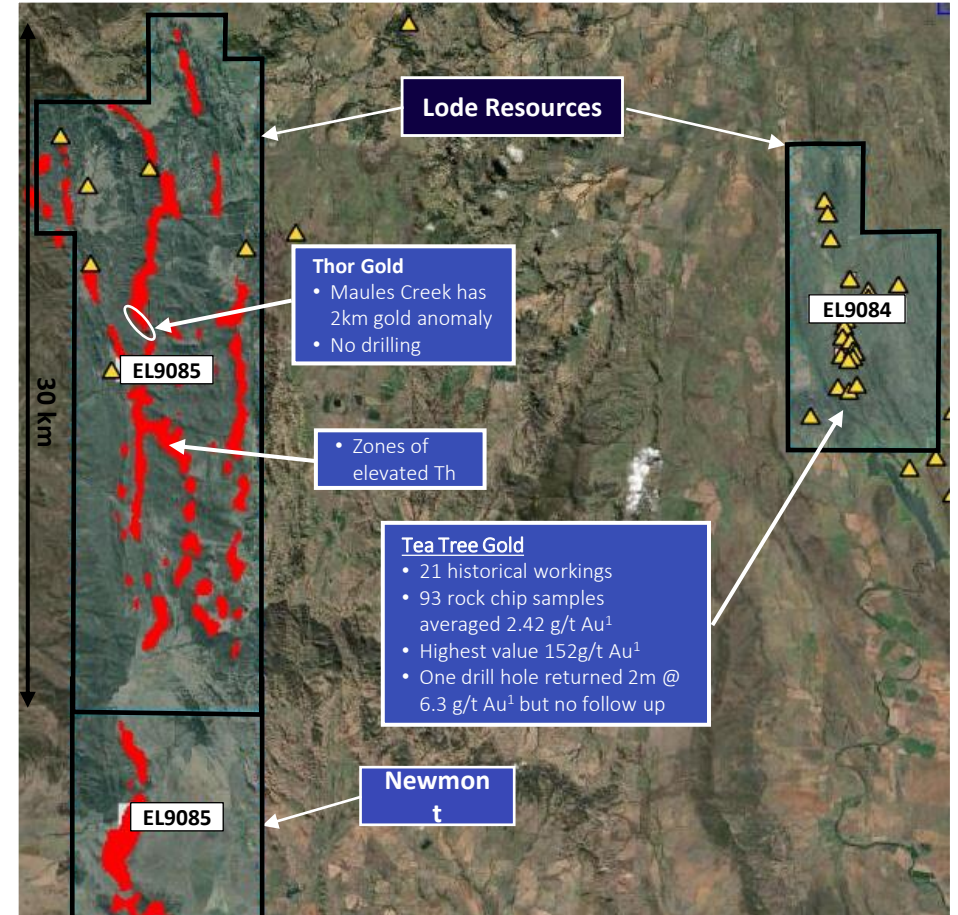 Lode Resources
Thor Gold
• Maules Creek has
2km gold anomaly
• No drilling
EL9084
EL9085
30 km
• Zones of
elevated Th
Tea Tree Gold
• 21 historical workings
• 93 rock chip samples
averaged 2.42 g/t Au¹
• Highest value 152g/t Au¹
• One drill hole returned 2m @
6.3 g/t Au¹ but no follow up
Newmon
t
EL9085